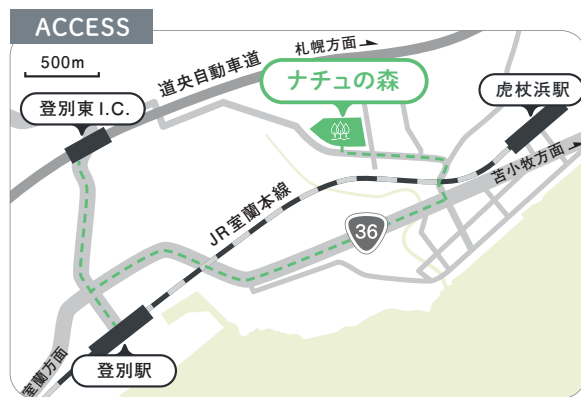 ACCESS
500m
札幌方面
道央自動車道
ナチュの森
虎杖浜駅
登別東I.C.
苫小牧方面
JR室蘭本線
36
登別駅
室蘭方面